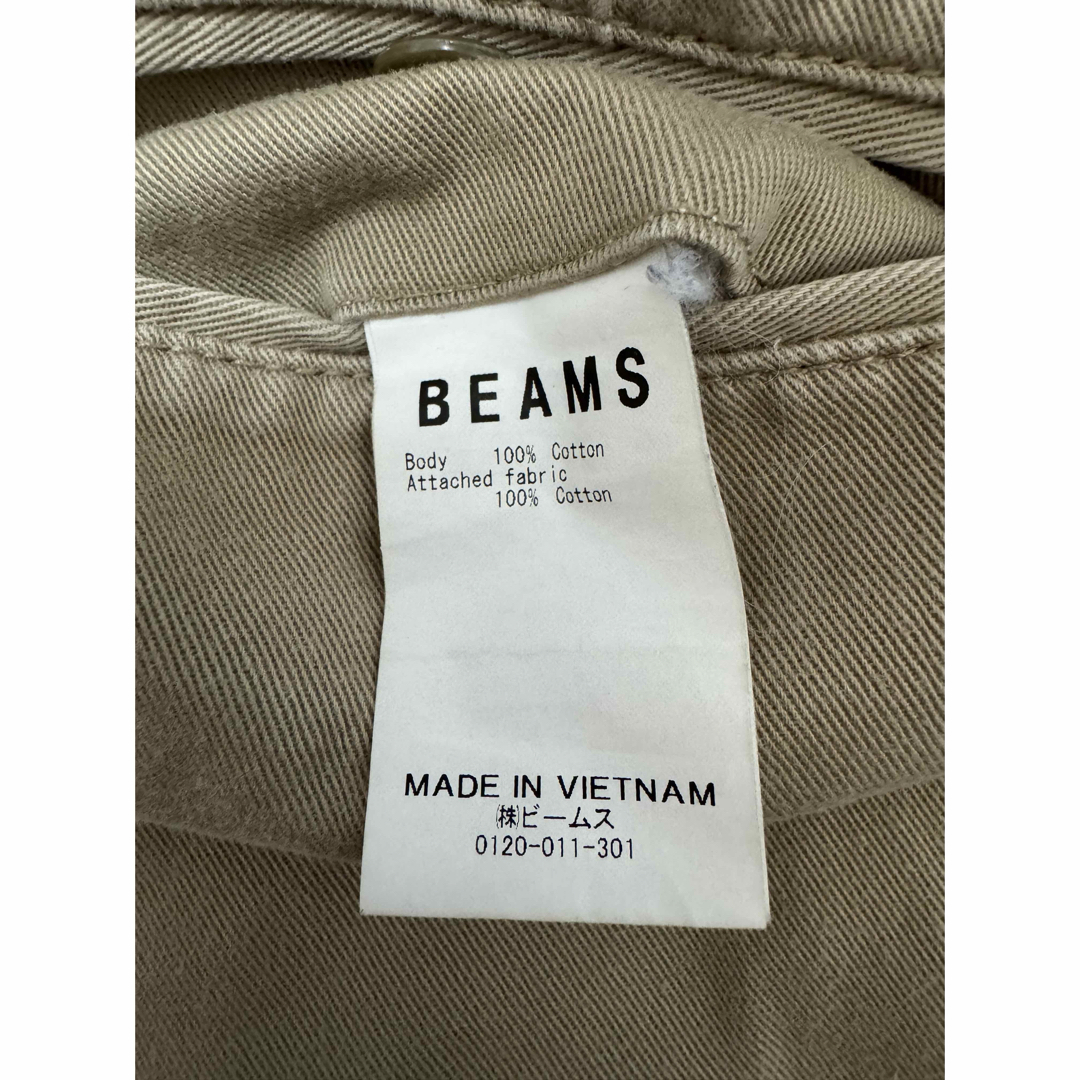 BEAMS
Body 100% Cotton
Attached fabric
100% Cotton
MADE IN VIETNAM
㈱ビームス
0120-011-301